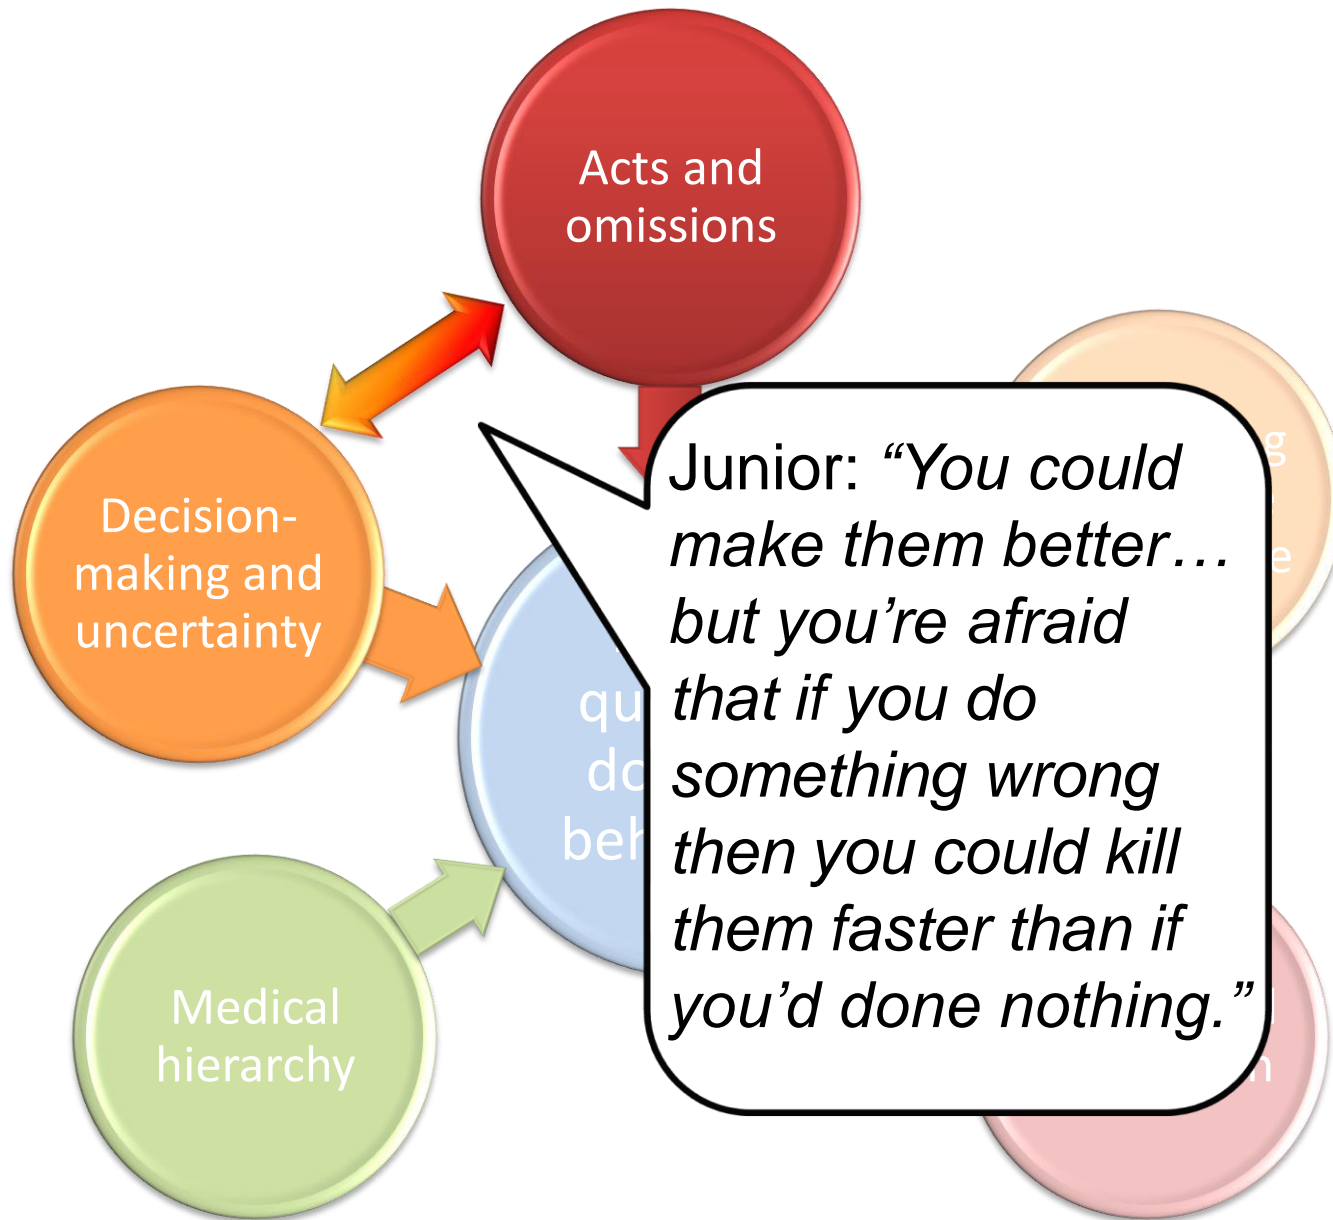 Acts and
omissions
Decision-
making and
uncertainty
Medical
hierarchy
Junior: “You could
make them better…
but you’re afraid
that if you do
something wrong
then you could kill
them faster than if
you’d done nothing.”